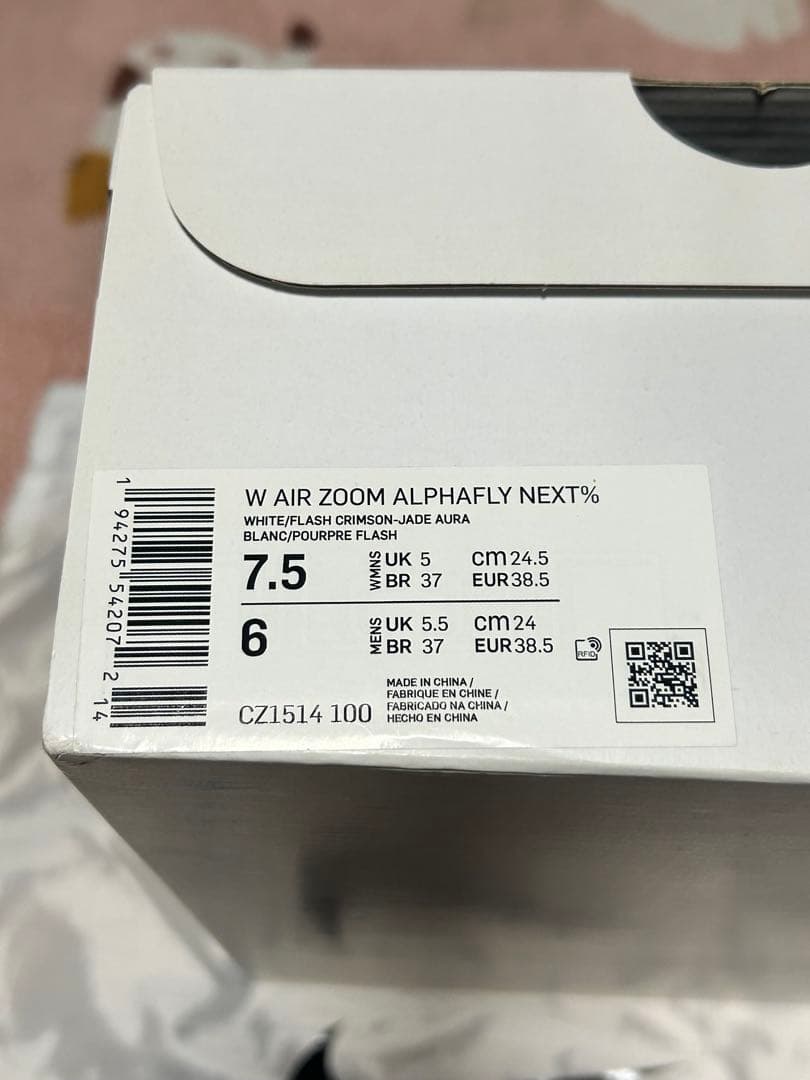 W AIR ZOOM ALPHAFLY NEXT%
WHITE/FLASH CRIMSON-JADE AURA
BLANC/POURPRE FLASH
7.5 WMNS UK 5 CM 24.5
BR 37 EUR 38.5
6 MENS UK 5.5 CM 24
BR 37 EUR 38.5
RFID
MADE IN CHINA /
FABRIQUE EN CHINE /
FABRICADO NA CHINA /
HECHO EN CHINA
CZ1514 100
1 94275 54207 2 14